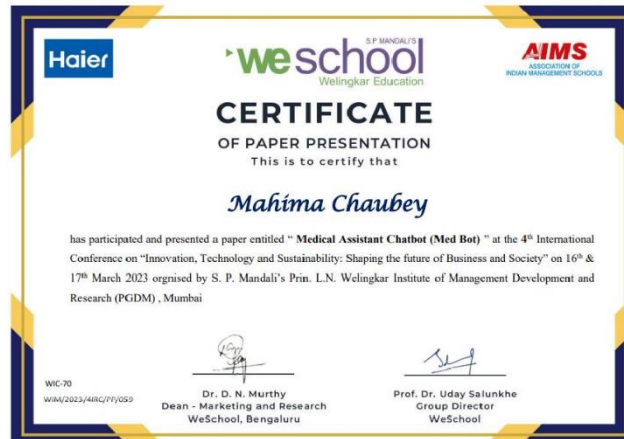 Haier
S.P. MANDALI'S
weschool
Welingkar Education
AIMS
ASSOCIATION OF
INDIAN MANAGEMENT SCHOOLS
CERTIFICATE
OF PAPER PRESENTATION
This is to certify that
Mahima Chaubey
has participated and presented a paper entitled “ Medical Assistant Chatbot (Med Bot) ” at the 4th International
Conference on “Innovation, Technology and Sustainability: Shaping the future of Business and Society” on 16th &
17th March 2023 orgnised by S. P. Mandali’s Prin. L.N. Welingkar Institute of Management Development and
Research (PGDM) , Mumbai
WIC-70
WIM/2023/4IRC/PP/059
Dr. D. N. Murthy
Dean - Marketing and Research
WeSchool, Bengaluru
Prof. Dr. Uday Salunkhe
Group Director
WeSchool